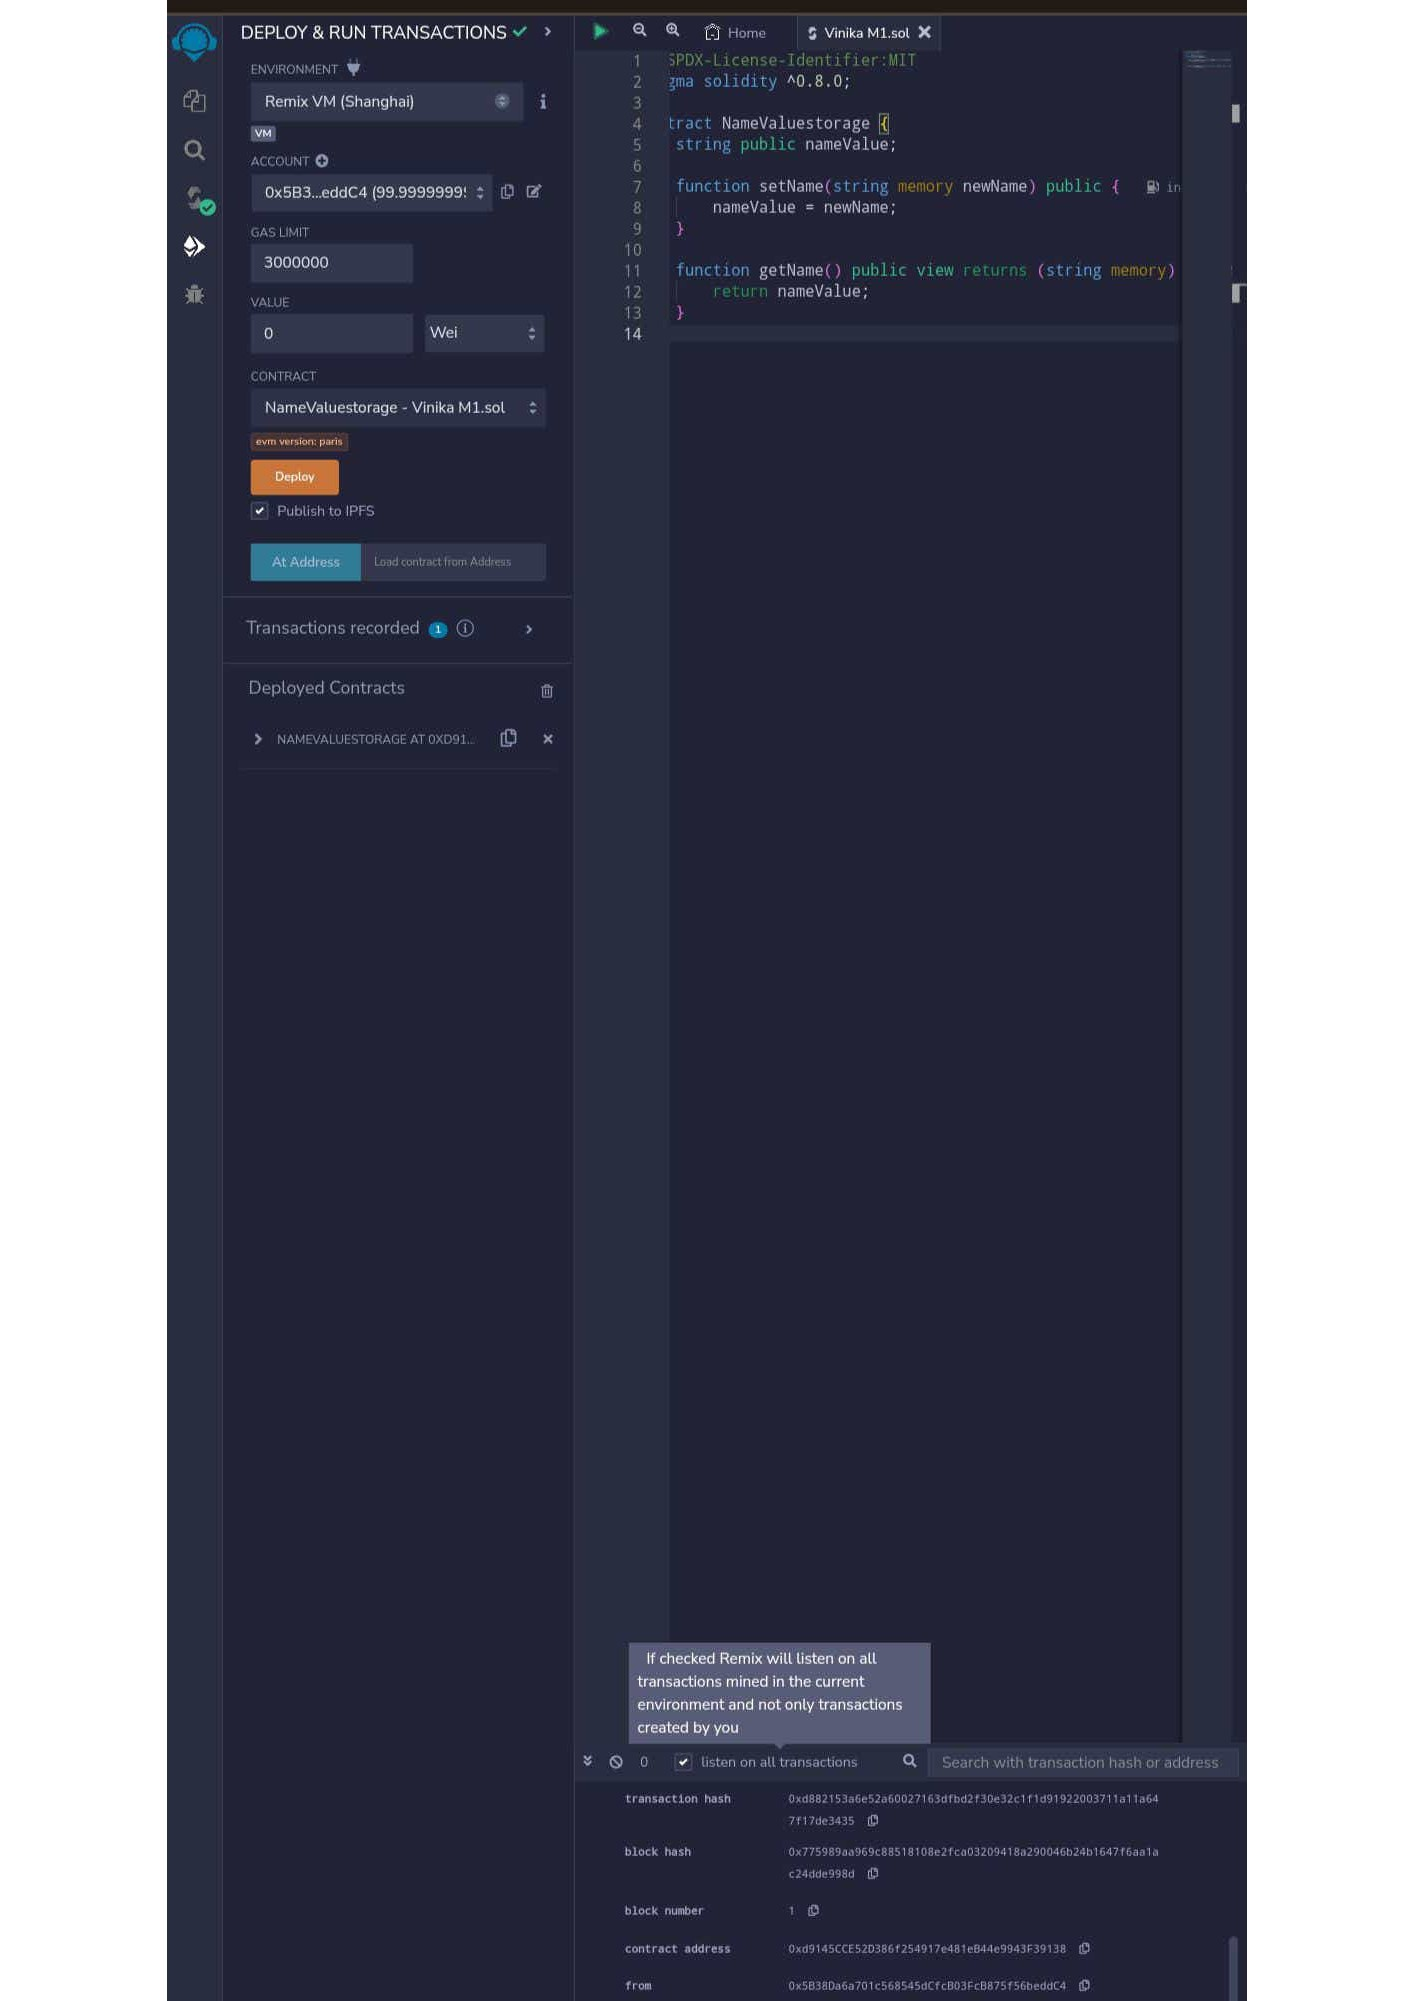 DEPLOY & RUN TRANSACTIONS
ENVIRONMENT
Remix VM (Shanghai)
VM
ACCOUNT
0x5B3...eddC4 (99.9999999
GAS LIMIT
3000000
VALUE
0
Wei
CONTRACT
NameValuestorage - Vinika M1.sol
evm version: paris
Deploy
Publish to IPFS
At Address
Load contract from Address
Transactions recorded 1
Deployed Contracts
NAMEVALUESTORAGE AT 0XD91...
Home
Vinika M1.sol
1 SPDX-License-Identifier:MIT
2 gma solidity ^0.8.0;
3
4 tract NameValuestorage {
5 string public nameValue;
6
7 function setName(string memory newName) public { in
8 nameValue = newName;
9 }
10
11 function getName() public view returns (string memory)
12 return nameValue;
13 }
14
If checked Remix will listen on all
transactions mined in the current
environment and not only transactions
created by you
0
listen on all transactions
Search with transaction hash or address
transaction hash 0xd882153a6e52a60027163dfbd2f30e32c1f1d91922003711a11a64
7f17de3435
block hash 0x775989aa969c88518108e2fca03209418a290046b24b1647f6aa1a
c24dde998d
block number 1
contract address 0xd9145CCE52D386f254917e481eB44e9943F39138
from 0x5B38Da6a701c568545dCfcB03FcB875f56beddC4